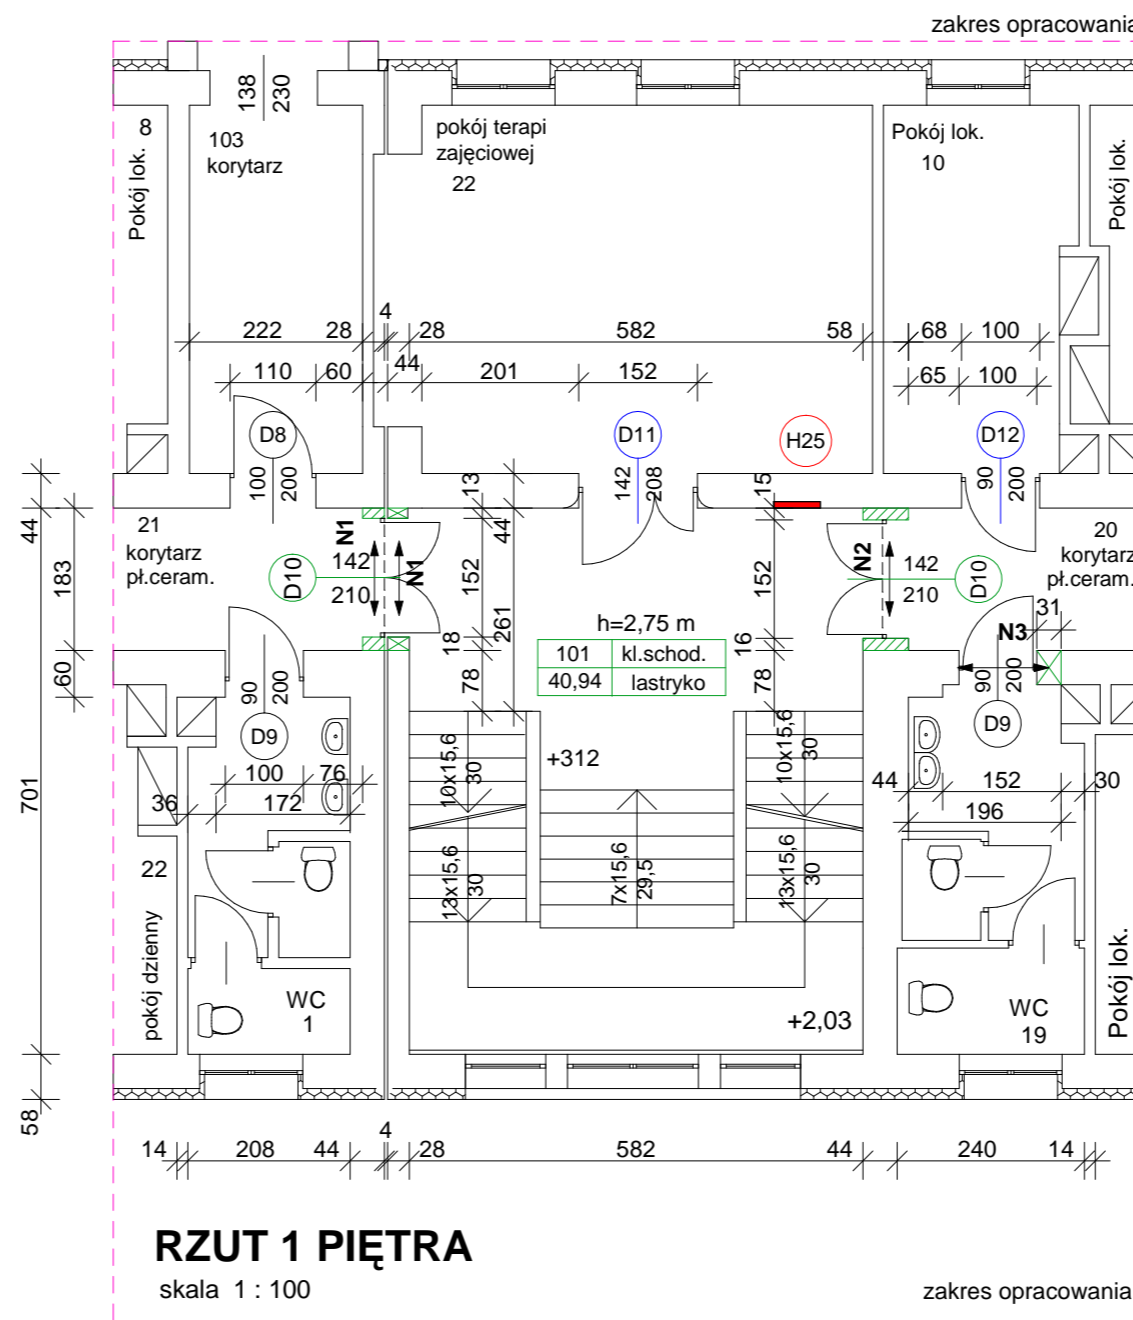 zakres opracowania
138
230
8
Pokój lok.
103
korytarz
pokój terapi
zajęciowej
22
Pokój lok.
10
Pokój lok.
4
222
28
28
582
58
68
100
44
110
60
201
152
65
100
D8
D11
H25
D12
100
200
142
208
90
200
13
15
44
44
183
60
21
korytarz
pł.ceram.
N1
N1
D10
142
210
152
261
18
78
152
16
78
N2
142
210
D10
20
korytarz
pł.ceram.
31
N3
h=2,75 m
101 kl.schod.
40,94 lastryko
90
200
D9
90
200
D9
+312
10x15,6
30
10x15,6
30
13x15,6
30
7x15,6
29,5
13x15,6
30
100
76
36
172
44
152
30
196
701
22
pokój dzienny
WC
1
+2,03
WC
19
Pokój lok.
58
14
208
44
4
28
582
44
240
14
RZUT 1 PIĘTRA
skala 1 : 100
zakres opracowania